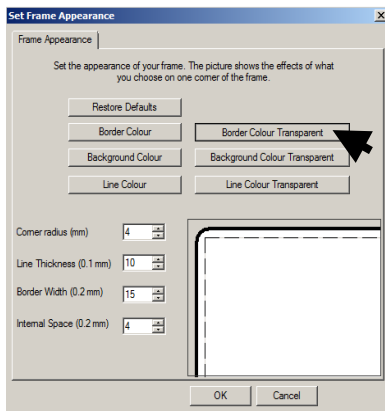 Set Frame Appearance
Frame Appearance
Set the appearance of your frame. The picture shows the effects of what
you choose on one corner of the frame.
Restore Defaults
Border Colour Border Colour Transparent
Background Colour Background Colour Transparent
Line Colour Line Colour Transparent
Corner radius (mm) 4
Line Thickness (0.1 mm) 10
Border Width (0.2 mm) 15
Internal Space (0.2 mm) 4
OK Cancel